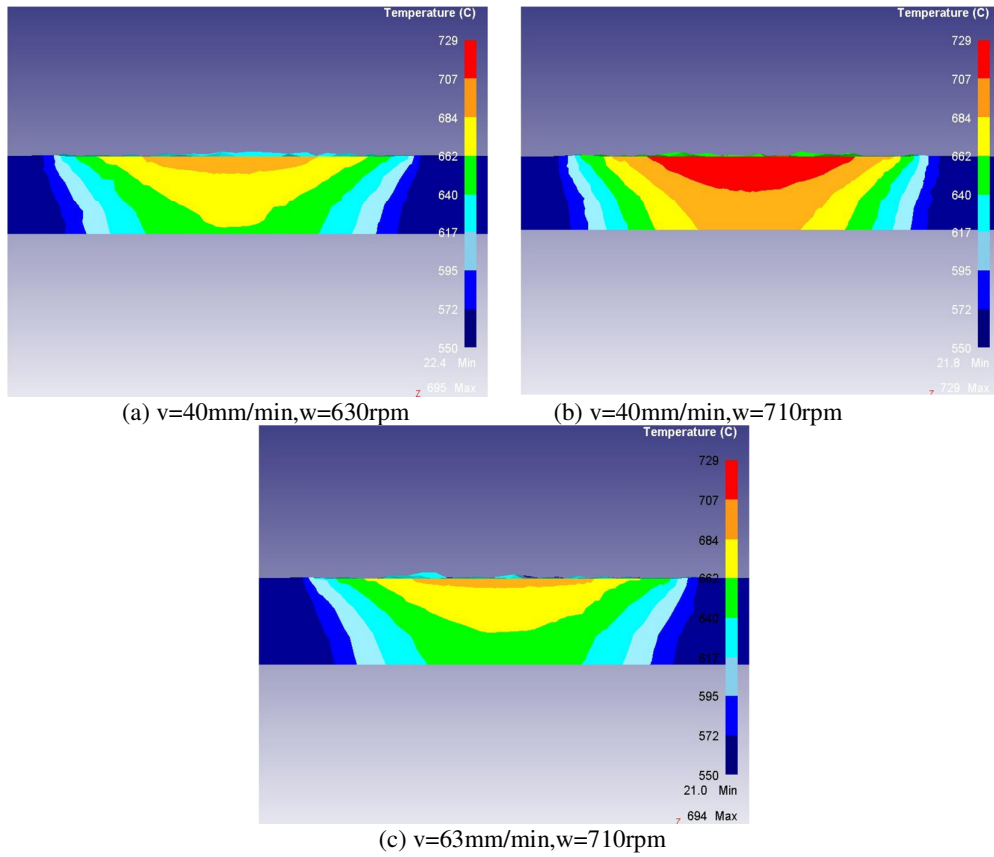 Temperature (C)
729
707
684
662
640
617
595
572
550
22.4 Min
Z 695 Max
(a) v=40mm/min,w=630rpm
Temperature (C)
729
707
684
662
640
617
595
572
550
21.8 Min
Z 729 Max
(b) v=40mm/min,w=710rpm
Temperature (C)
729
707
684
662
640
617
595
572
550
21.0 Min
Z 694 Max
(c) v=63mm/min,w=710rpm